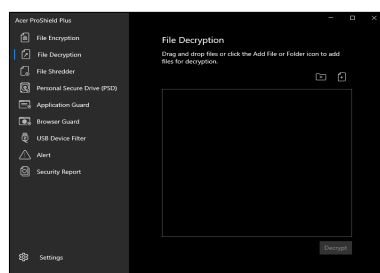 Acer ProShield Plus
File Encryption
File Decryption
File Shredder
Personal Secure Drive (PSD)
Application Guard
Browser Guard
USB Device Filter
Alert
Security Report
Settings
File Decryption
Drag and drop files or click the Add File or Folder icon to add
files for decryption.
Decrypt